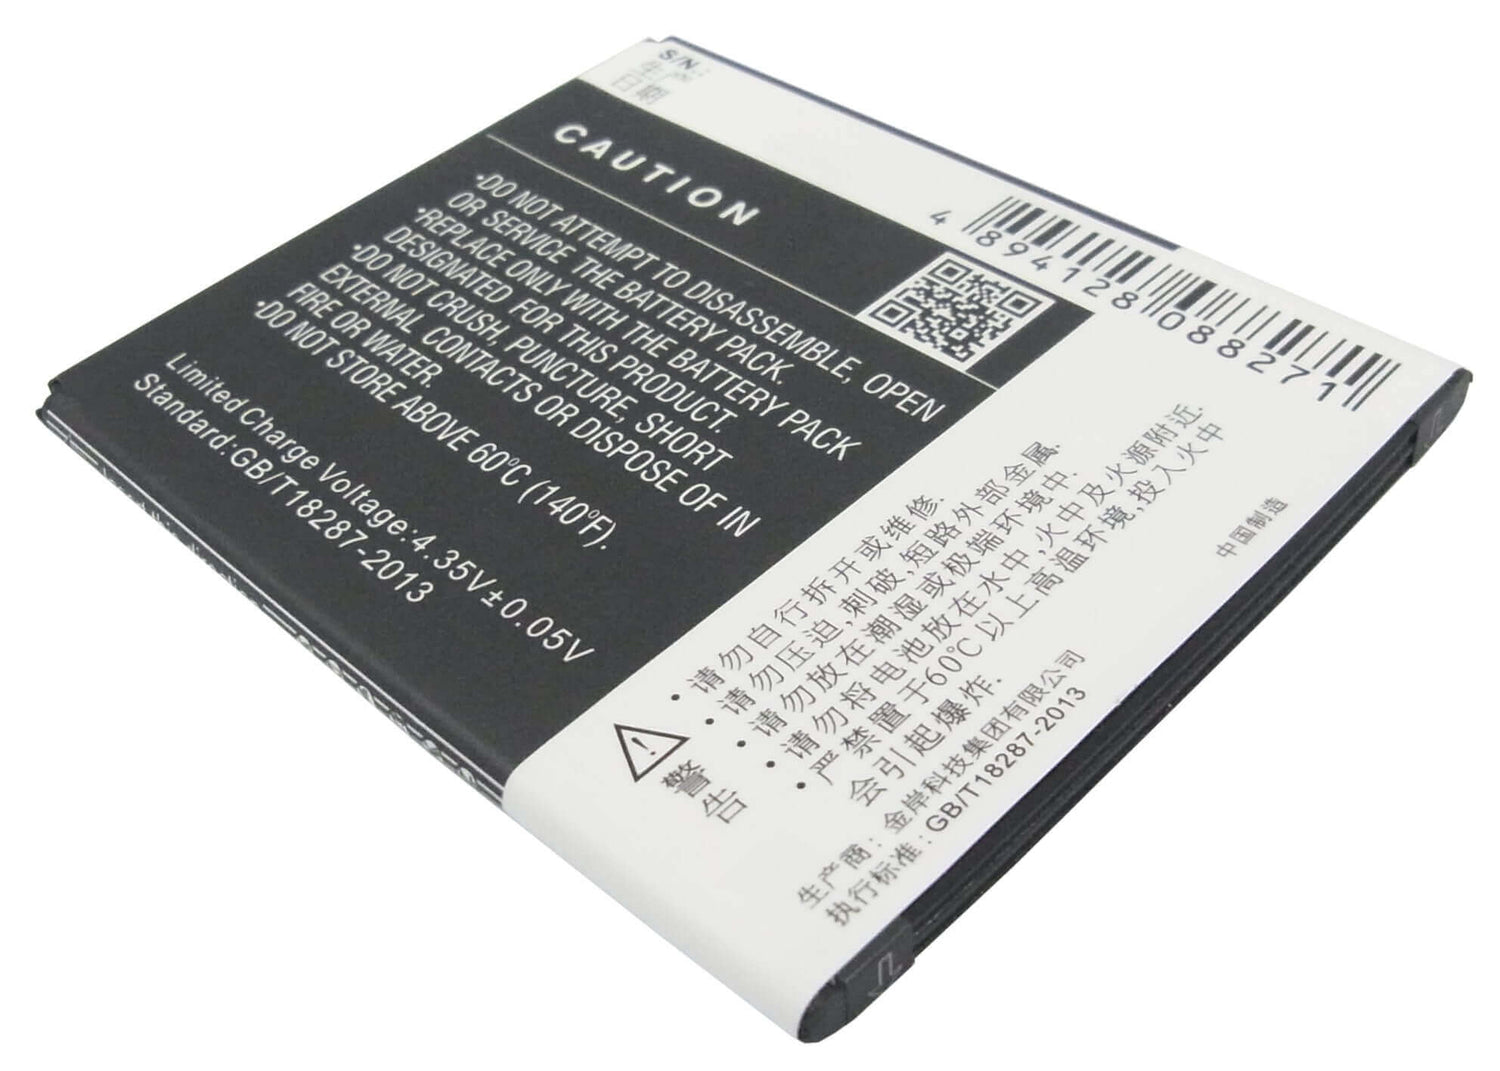 S/N:
生产
日期
CAUTION
·DO NOT ATTEMPT TO DISASSEMBLE, OPEN
OR SERVICE THE BATTERY PACK.
·REPLACE ONLY WITH THE BATTERY PACK
DESIGNATED FOR THIS PRODUCT.
·DO NOT CRUSH, PUNCTURE, SHORT
EXTERNAL CONTACTS OR DISPOSE OF IN
FIRE OR WATER.
·DO NOT STORE ABOVE 60℃ (140℉).
Limited Charge Voltage:4.35V±0.05V
Standard:GB/T18287-2013
4 894128 088271
警告
·请勿自行拆开或维修.
·请勿压迫,刺破,短路外部金属.
·请勿放在潮湿或极端环境中.
·请勿将电池放在水中,火中及火源附近.
·严禁置于60℃以上高温环境,投入火中
会引起爆炸.
生产商:金岸科技集团有限公司
执行标准:GB/T18287-2013
中国制造